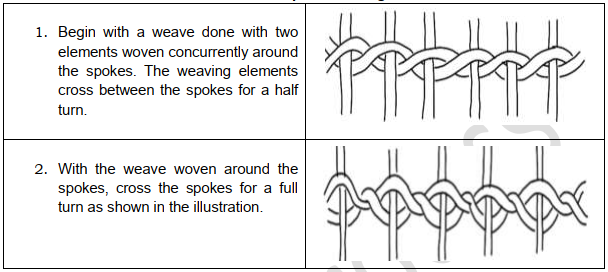 1. Begin with a weave done with two
elements woven concurrently around
the spokes. The weaving elements
cross between the spokes for a half
turn.
2. With the weave woven around the
spokes, cross the spokes for a full
turn as shown in the illustration.